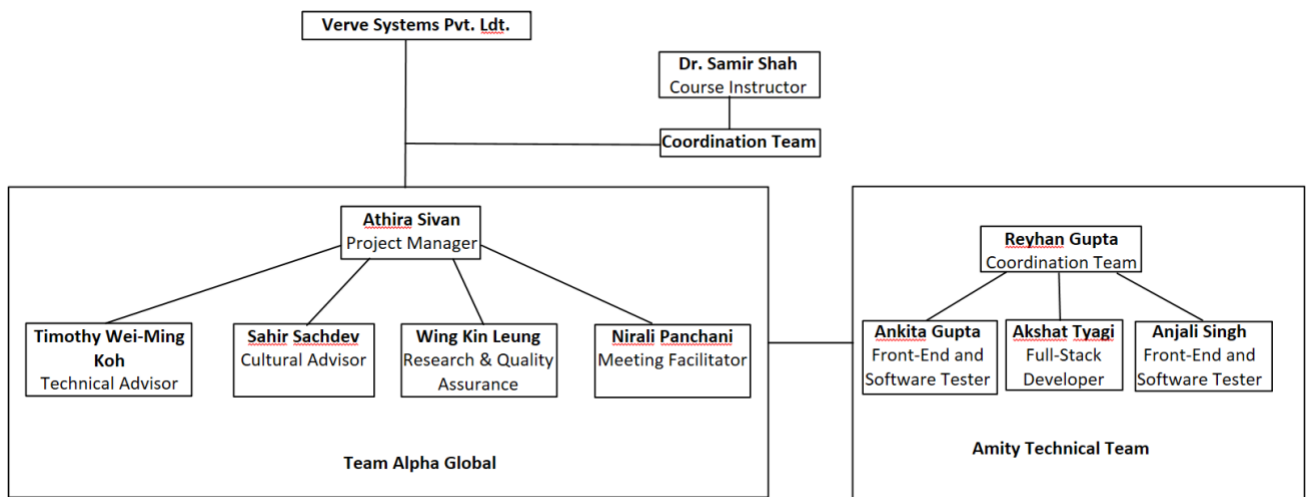 Verve Systems Pvt. Ldt.
Dr. Samir Shah
Course Instructor
Coordination Team
Athira Sivan
Project Manager
Timothy Wei-Ming
Koh
Technical Advisor
Sahir Sachdev
Cultural Advisor
Wing Kin Leung
Research & Quality
Assurance
Nirali Panchani
Meeting Facilitator
Team Alpha Global
Reyhan Gupta
Coordination Team
Ankita Gupta
Front-End and
Software Tester
Akshat Tyagi
Full-Stack
Developer
Anjali Singh
Front-End and
Software Tester
Amity Technical Team